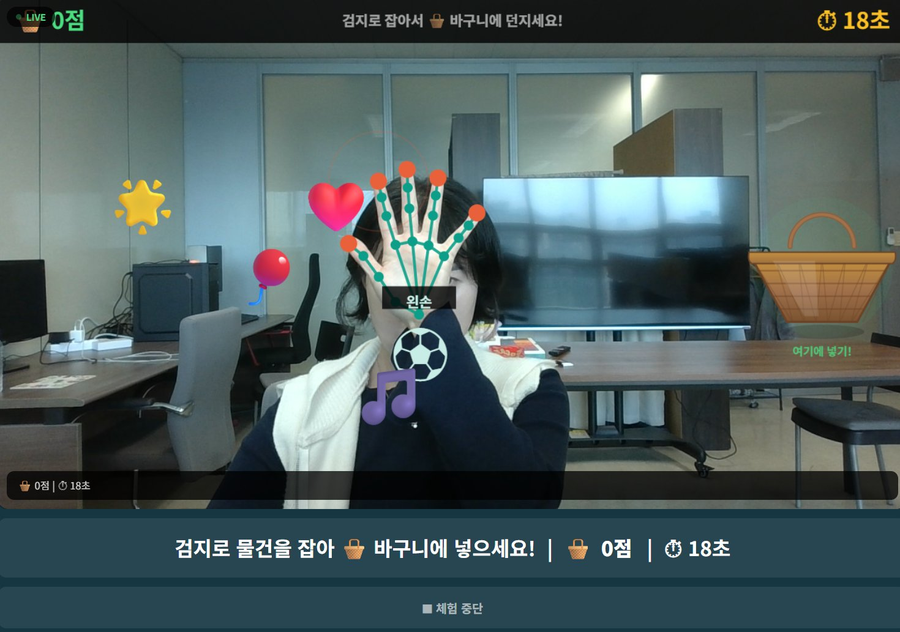 LIVE
0점
검지로 잡아서 🧺 바구니에 던지세요!
⏱ 18초
왼손
여기에 넣기!
🧺 0점 | ⏱ 18초
검지로 물건을 잡아 🧺 바구니에 넣으세요! | 🧺 0점 | ⏱ 18초
■ 체험 중단